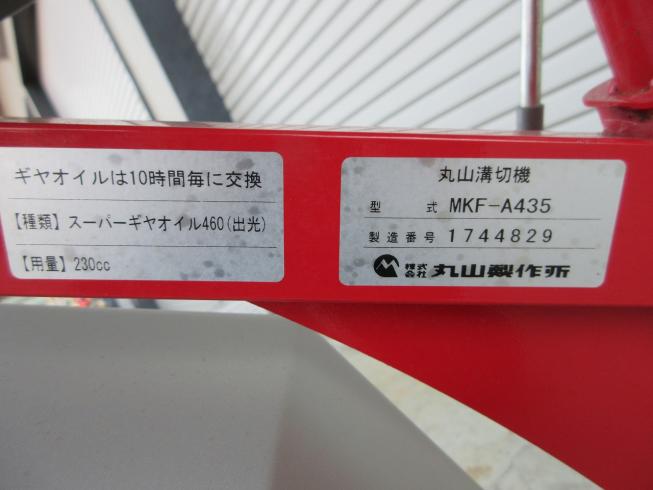 ギヤオイルは10時間毎に交換
【種類】スーパーギヤオイル460(出光)
【用量】230cc
丸山溝切機
型式 MKF-A435
製造番号 1744829
株式会社 丸山製作所